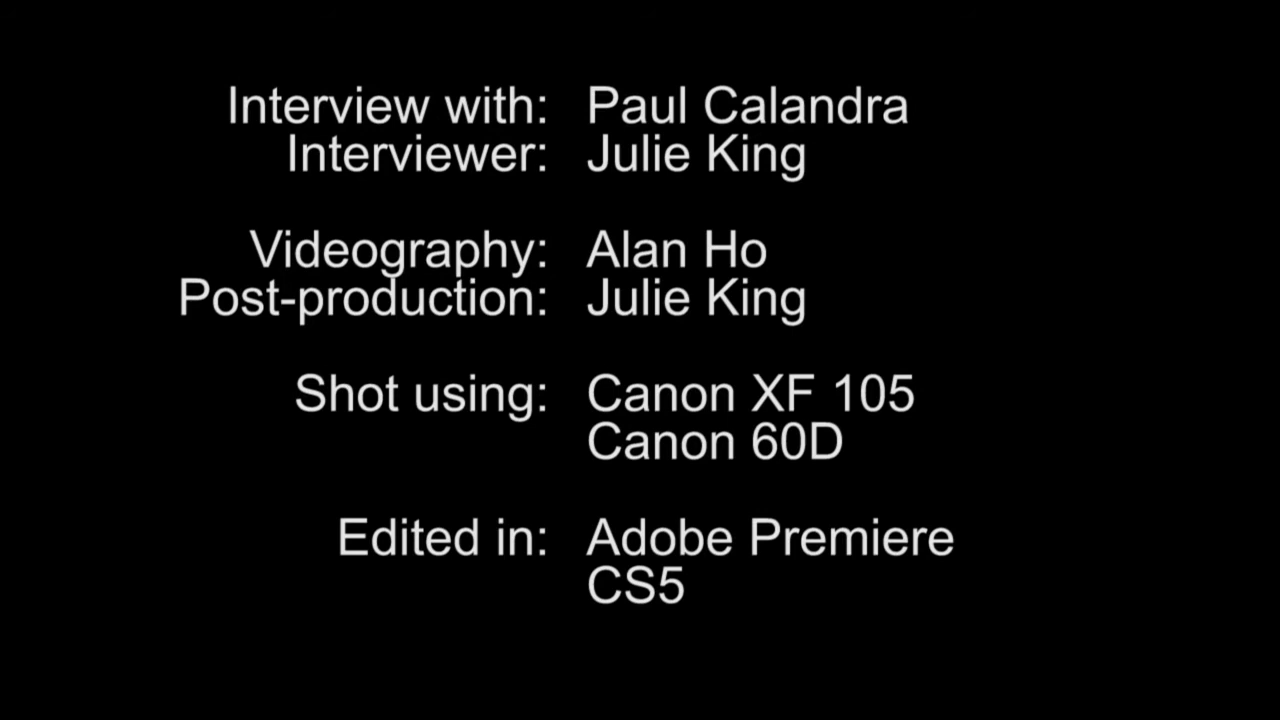 Interview with: Paul Calandra
Interviewer: Julie King
Videography: Alan Ho
Post-production: Julie King
Shot using: Canon XF 105
Canon 60D
Edited in: Adobe Premiere
CS5